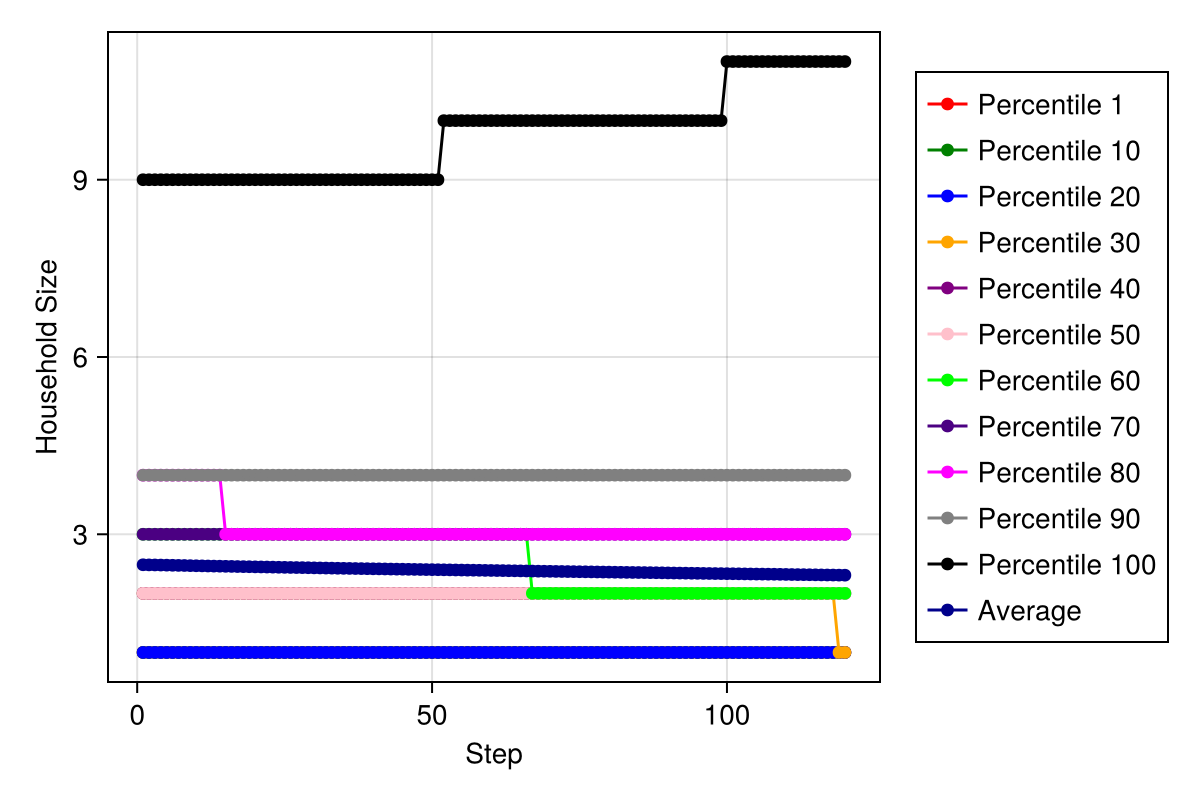 9
6
3
Household Size
0 50 100
Step
Percentile 1
Percentile 10
Percentile 20
Percentile 30
Percentile 40
Percentile 50
Percentile 60
Percentile 70
Percentile 80
Percentile 90
Percentile 100
Average